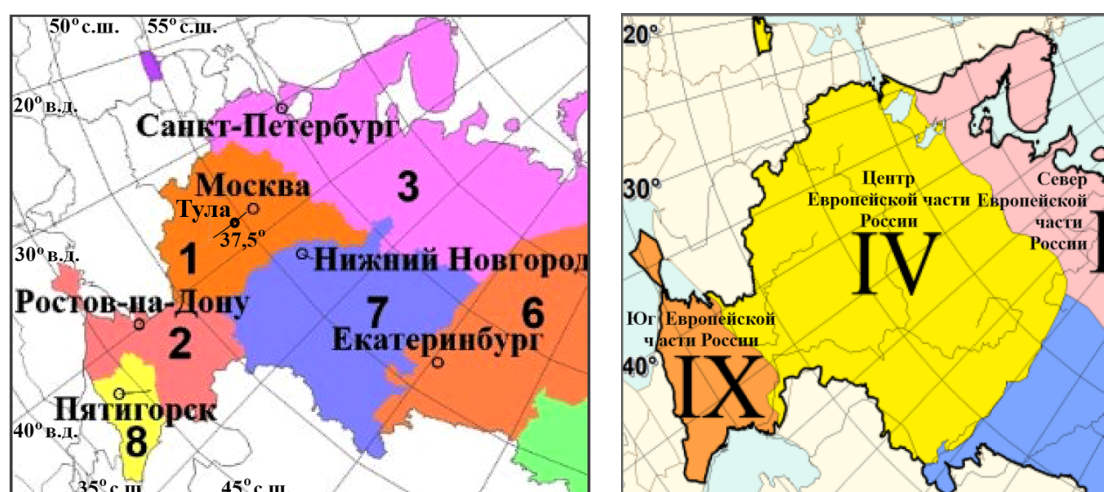 50° с.ш.
55° с.ш.
20° в.д.
Санкт-Петербург
3
Москва
Тула
37,5°
1
30° в.д.
Нижний Новгород
Ростов-на-Дону
7
6
2
Екатеринбург
Пятигорск
8
40° в.д.
35° с.ш.
45° с.ш.
20°
30°
Центр
Европейской части
России
Север
Европейской
части
России
IV
I
Юг Европейской
части России
40°
IX